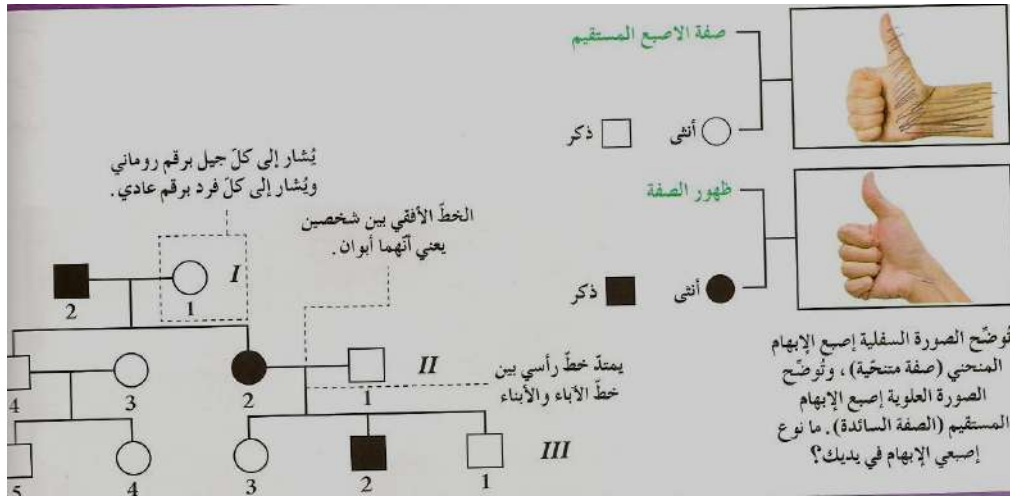 صفة الاصبع المستقيم
أنثى
ذكر
ظهور الصفة
أنثى
ذكر
تُوضِّح الصورة السفلية إصبع الإبهام
المنحني (صفة متنحّية)، وتُوضِّح
الصورة العلوية إصبع الإبهام
المستقيم (الصفة السائدة). ما نوع
إصبعي الإبهام في يديك؟
يُشار إلى كلّ جيل برقم روماني
ويُشار إلى كلّ فرد برقم عادي.
الخطّ الأفقي بين شخصين
يعني أنّهما أبوان.
I
1
2
يمتدّ خطّ رأسي بين
خطّ الآباء والأبناء
II
1
2
3
4
III
1
2
3
4
5